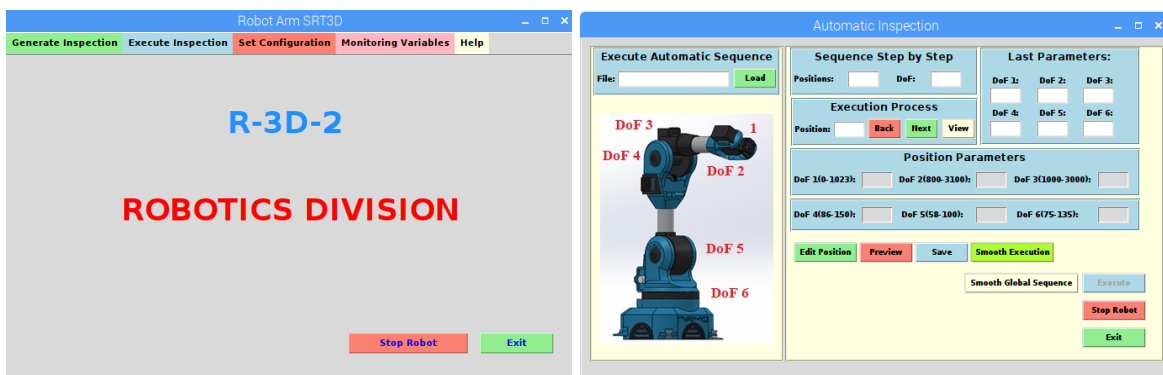 Robot Arm SRT3D
Generate Inspection Execute Inspection Set Configuration Monitoring Variables Help
R-3D-2
ROBOTICS DIVISION
Stop Robot Exit
Automatic Inspection
Execute Automatic Sequence
File: Load
DoF 3
1
DoF 4
DoF 2
DoF 5
DoF 6
Sequence Step by Step
Positions: DoF:
Execution Process
Position: Back Next View
Last Parameters:
DoF 1: DoF 2: DoF 3:
DoF 4: DoF 5: DoF 6:
Position Parameters
DoF 1(0-1023): DoF 2(800-3100): DoF 3(1000-3000):
DoF 4(86-150): DoF 5(58-100): DoF 6(75-135):
Edit Position Preview Save Smooth Execution
Smooth Global Sequence Execute
Stop Robot
Exit